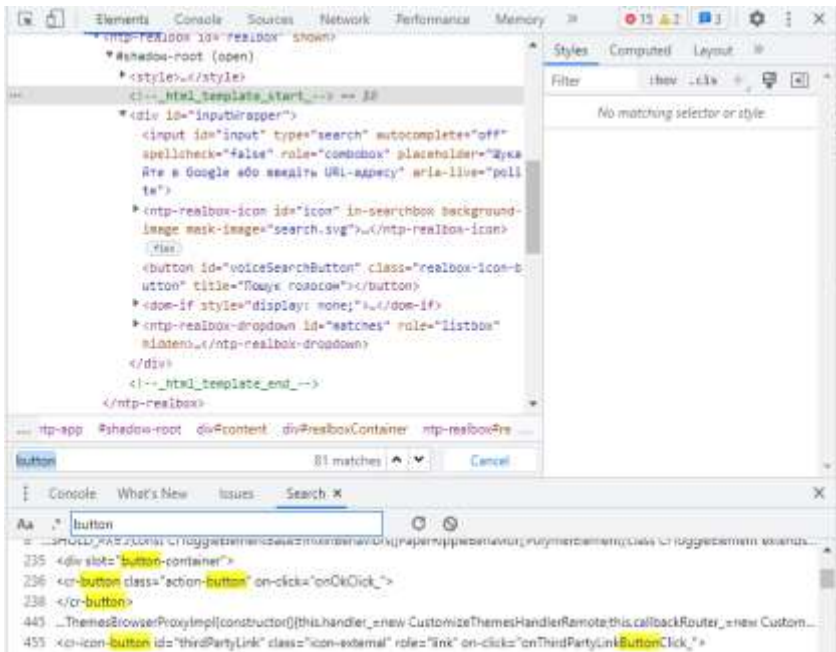 Elements Console Sources Network Performance Memory »
15 2 3
<ntp-realbox id="realbox" shown>
#shadow-root (open)
<style>…</style>
<!--_html_template_start_--> == $0
<div id="inputWrapper">
<input id="input" type="search" autocomplete="off"
spellcheck="false" role="combobox" placeholder="Шука
йте в Google або введіть URL-адресу" aria-live="poli
te">
<ntp-realbox-icon id="icon" in-searchbox background-
image mask-image="search.svg">…</ntp-realbox-icon>
flex
<button id="voiceSearchButton" class="realbox-icon-b
utton" title="Пошук голосом"></button>
<dom-if style="display: none;">…</dom-if>
<ntp-realbox-dropdown id="matches" role="listbox"
hidden>…</ntp-realbox-dropdown>
</div>
<!--_html_template_end_-->
</ntp-realbox>
Styles Computed Layout »
Filter :hov .cls +
No matching selector or style
... ntp-app #shadow-root div#content div#realboxContainer ntp-realbox#re ...
button 81 matches Cancel
Console What's New Issues Search ×
Aa .* button
235 <div slot="button-container">
236 <cr-button class="action-button" on-click="onOkClick_">
238 </cr-button>
445 ...ThemesBrowserProxyImpl{constructor(){this.handler_=new CustomizeThemesHandlerRemote;this.callbackRouter_=new Custom...
455 <cr-icon-button id="thirdPartyLink" class="icon-external" role="link" on-click="onThirdPartyLinkButtonClick_">